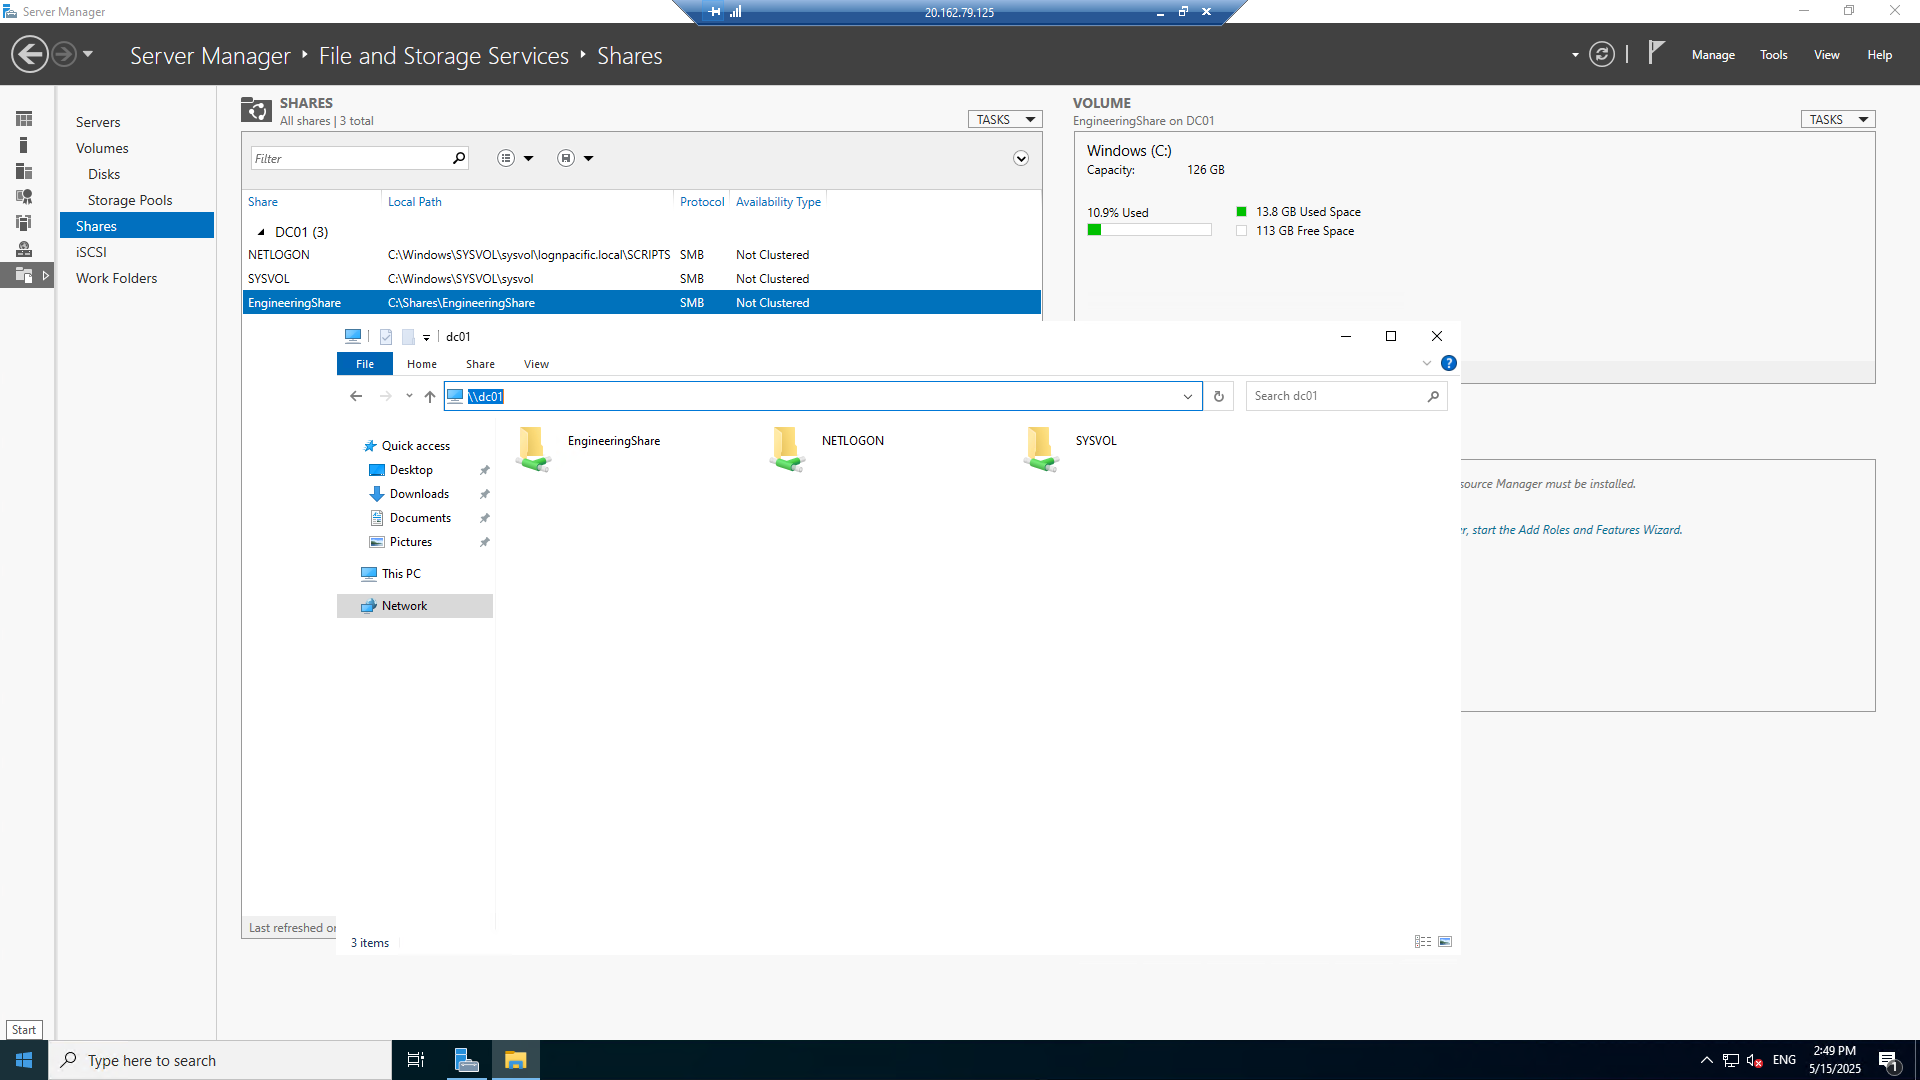 Server Manager
20.162.79.125
Server Manager ‣ File and Storage Services ‣ Shares
Manage
Tools
View
Help
Servers
Volumes
Disks
Storage Pools
Shares
iSCSI
Work Folders
SHARES
All shares | 3 total
TASKS
Filter
Share Local Path Protocol Availability Type
DC01 (3)
NETLOGON C:\Windows\SYSVOL\sysvol\lognpacific.local\SCRIPTS SMB Not Clustered
SYSVOL C:\Windows\SYSVOL\sysvol SMB Not Clustered
EngineeringShare C:\Shares\EngineeringShare SMB Not Clustered
Last refreshed
VOLUME
EngineeringShare on DC01
TASKS
Windows (C:)
Capacity: 126 GB
10.9% Used
13.8 GB Used Space
113 GB Free Space
source Manager must be installed.
r, start the Add Roles and Features Wizard.
dc01
File Home Share View
?
\\dc01
Search dc01
Quick access
Desktop
Downloads
Documents
Pictures
This PC
Network
EngineeringShare
NETLOGON
SYSVOL
3 items
Start
Type here to search
ENG
2:49 PM
5/15/2025
1